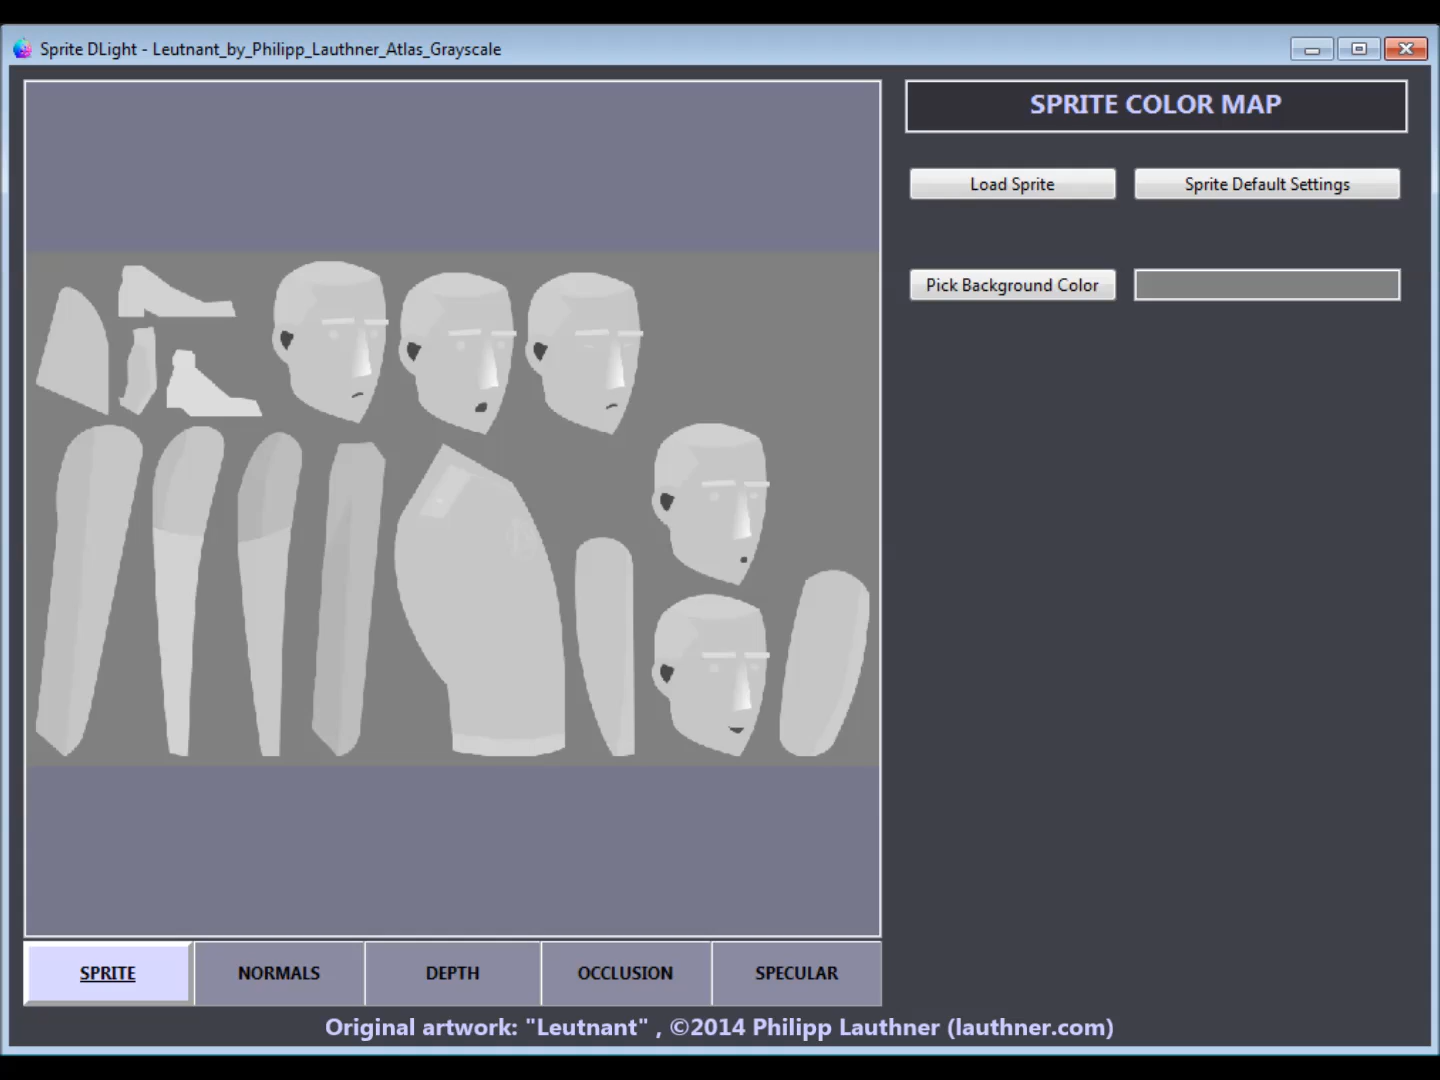 Sprite DLight - Leutnant_by_Philipp_Lauthner_Atlas_Grayscale
SPRITE COLOR MAP
Load Sprite
Sprite Default Settings
Pick Background Color
SPRITE
NORMALS
DEPTH
OCCLUSION
SPECULAR
Original artwork: "Leutnant" , ©2014 Philipp Lauthner (lauthner.com)